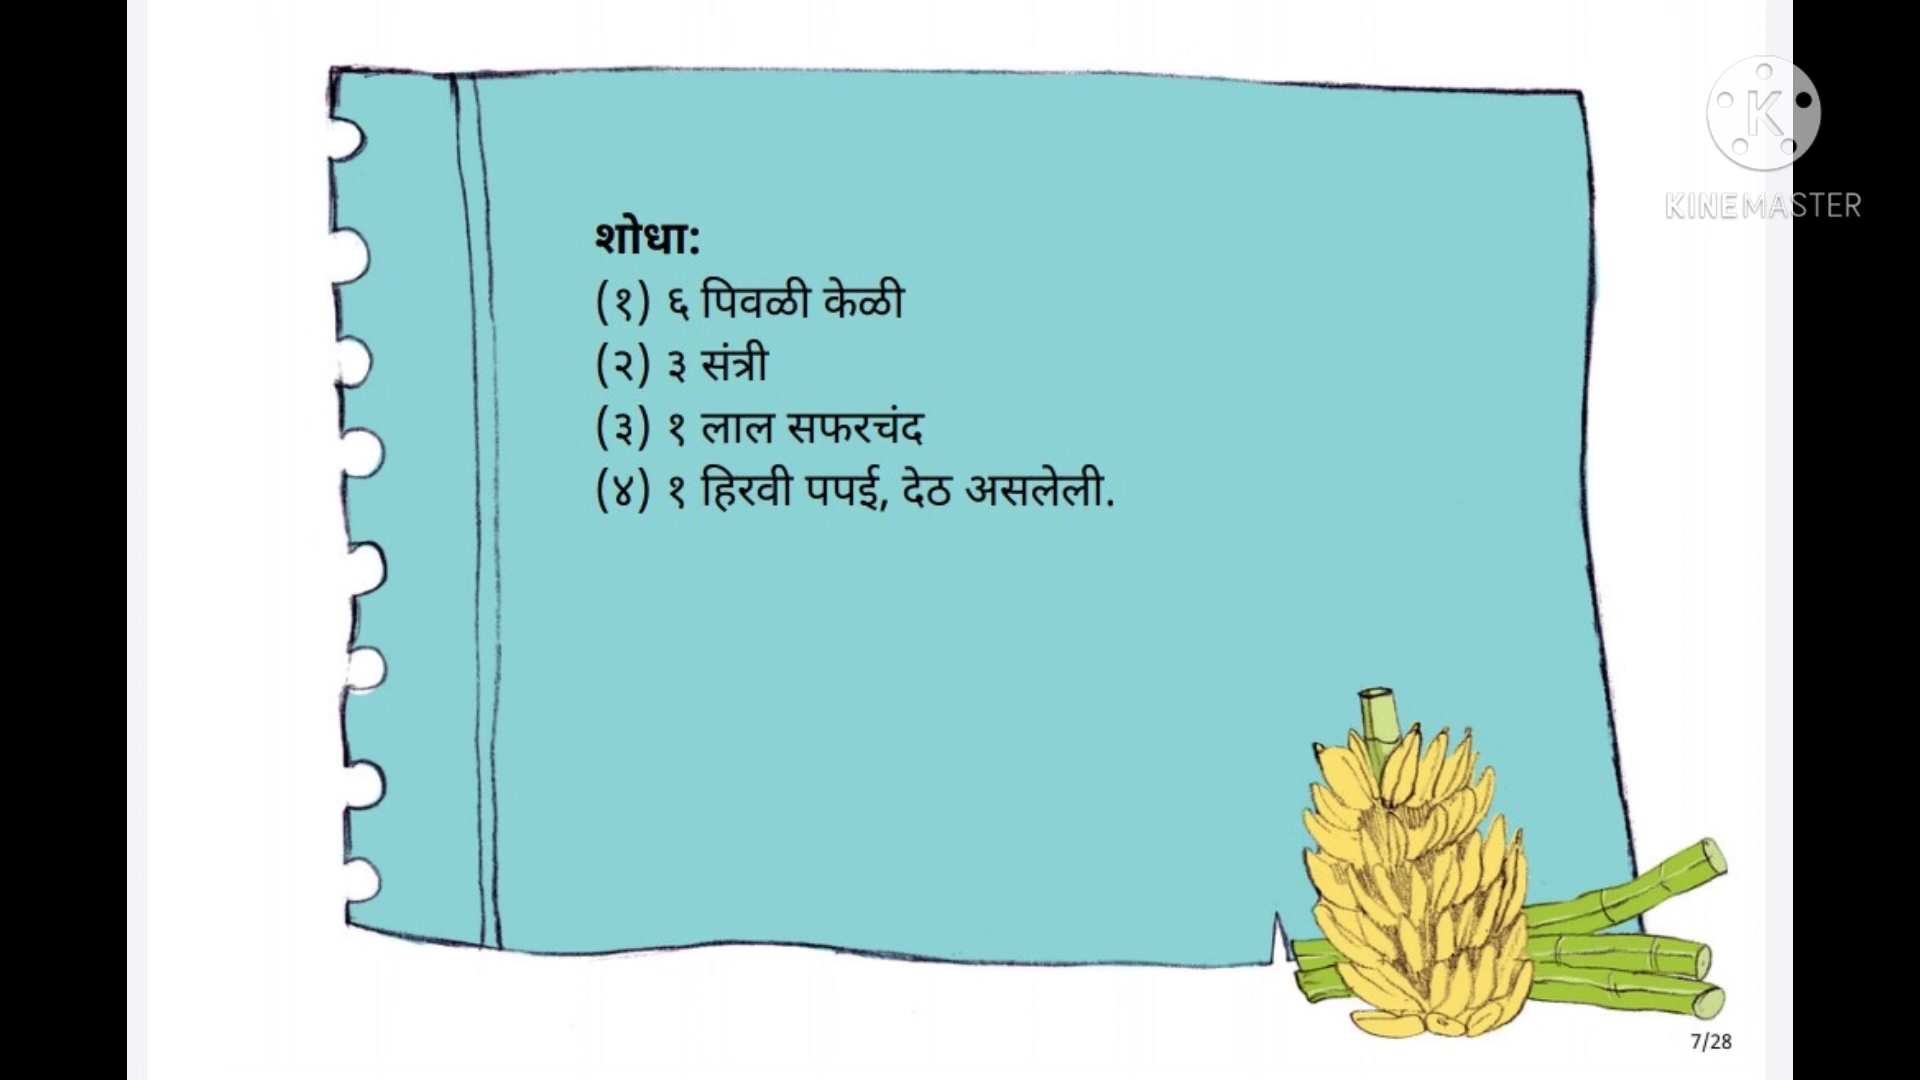 शोधा:
(१) ६ पिवळी केळी
(२) ३ संत्री
(३) १ लाल सफरचंद
(४) १ हिरवी पपई, देठ असलेली.
K
KINEMASTER
7/28